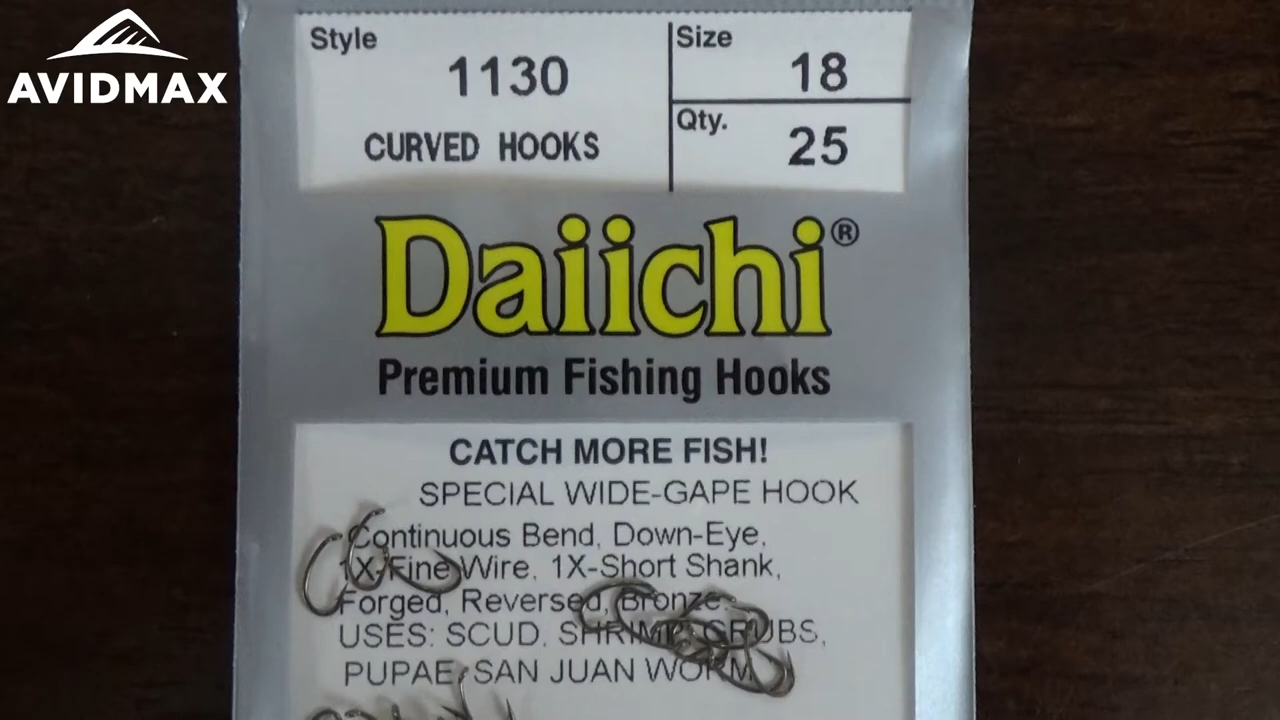 AVIDMAX
Style
1130
CURVED HOOKS
Size
18
Qty.
25
Daiichi®
Premium Fishing Hooks
CATCH MORE FISH!
SPECIAL WIDE-GAPE HOOK
Continuous Bend, Down-Eye,
1X-Fine Wire, 1X-Short Shank,
Forged, Reversed, Bronze
USES: SCUD, SHRIMP, GRUBS,
PUPAE, SAN JUAN WORM